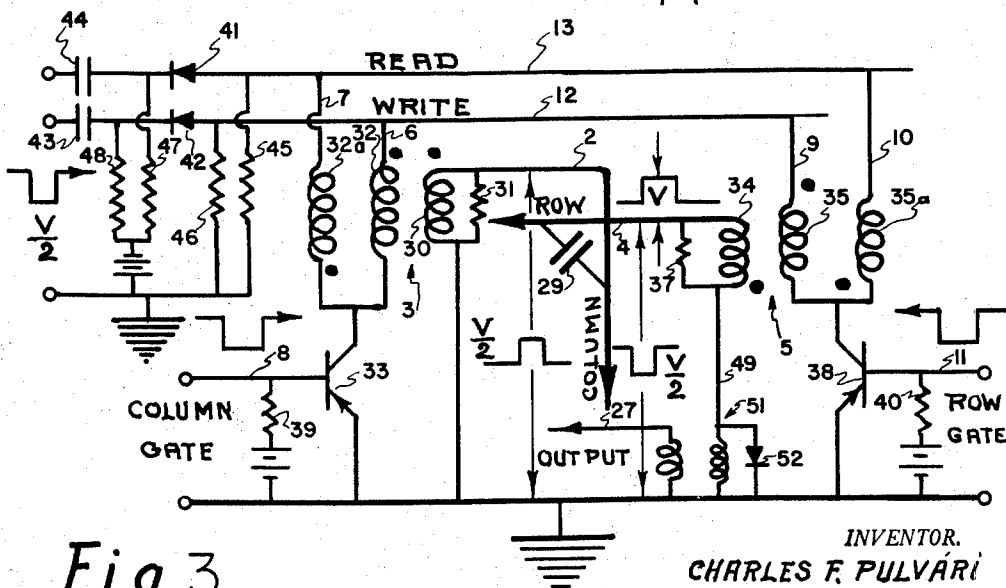 44
41
READ
13
7
WRITE
12
43
48
47
42
32a
32
6
45
2
9
10
V/2
46
31
30
ROW
V
34
35
35a
4
29
37
3
5
8
33
V/2
COLUMN
V/2
49
38
11
COLUMN
GATE
39
27
51
40
ROW
GATE
OUTPUT
52
Fig 3
INVENTOR.
CHARLES F. PULVÁRI